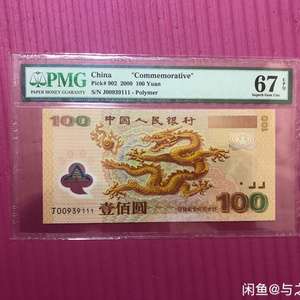 PMG
PAPER MONEY GUARANTY
China "Commemorative"
Pick# 902 2000 100 Yuan
S/N J00939111 - Polymer
67 EPQ
Superb Gem Unc
100 中国人民银行
J00939111
壹佰圆
100
闲鱼@与之